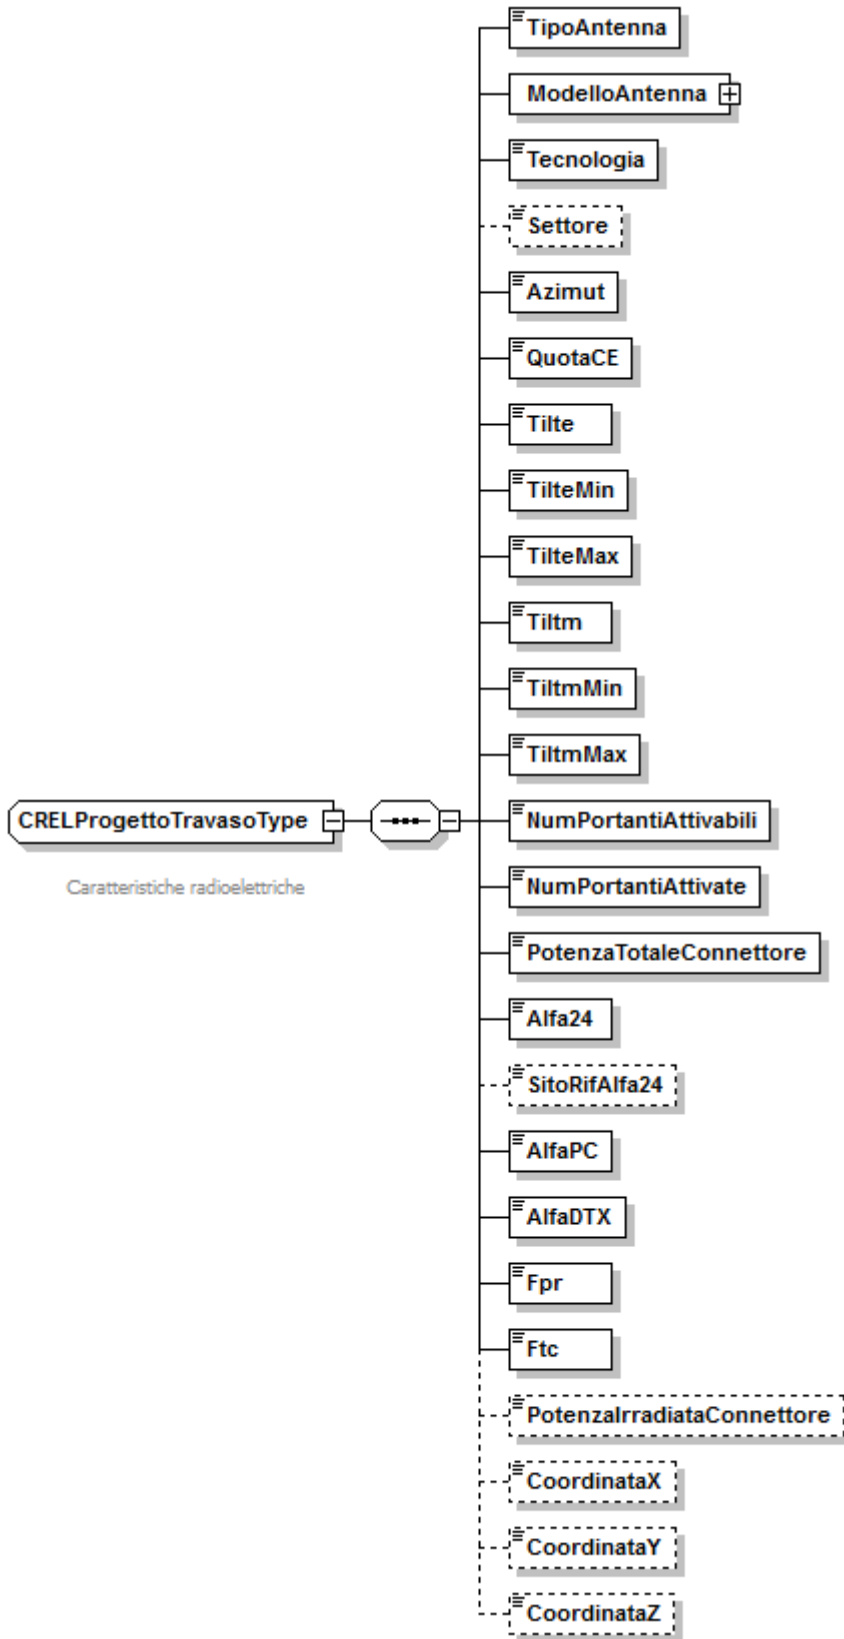 TipoAntenna
ModelloAntenna
Tecnologia
Settore
Azimut
QuotaCE
Tilte
TilteMin
TilteMax
Tiltm
TiltmMin
TiltmMax
CRELProgettoTravasoType
Caratteristiche radioelettriche
NumPortantiAttivabili
NumPortantiAttivate
PotenzaTotaleConnettore
Alfa24
SitoRifAlfa24
AlfaPC
AlfaDTX
Fpr
Ftc
PotenzaIrradiataConnettore
CoordinataX
CoordinataY
CoordinataZ